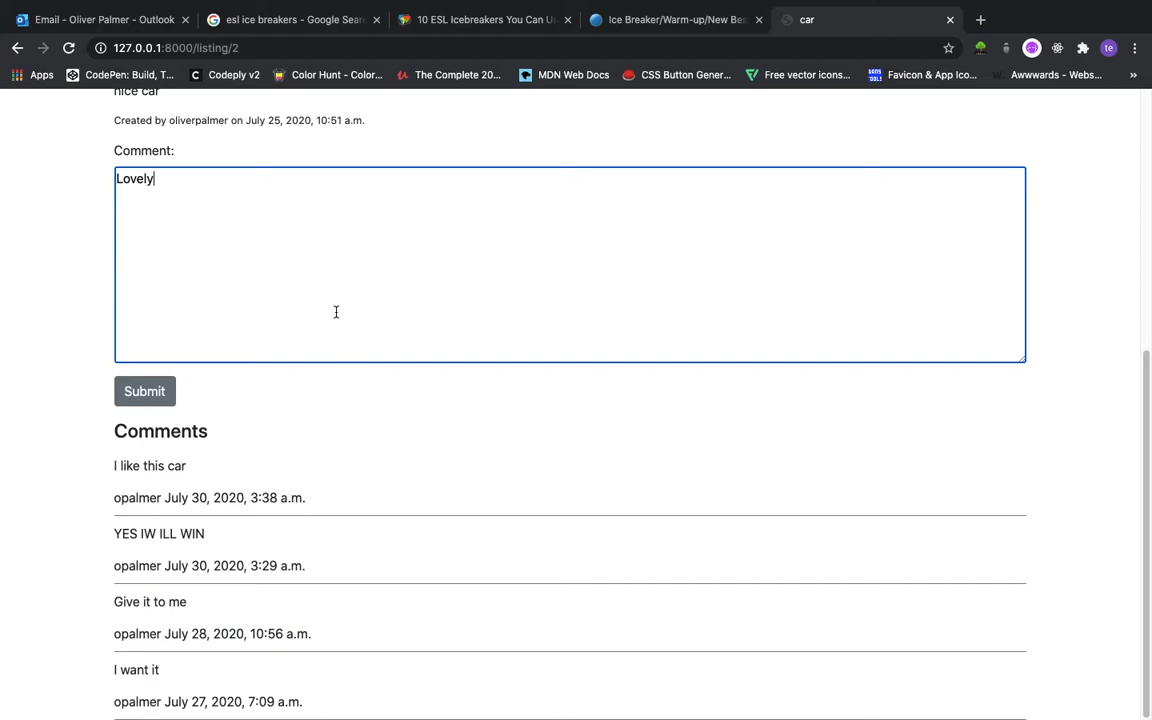 Email - Oliver Palmer - Outlook
esl ice breakers - Google Sear
10 ESL Icebreakers You Can U
Ice Breaker/Warm-up/New Be
car
127.0.0.1:8000/listing/2
te
Apps
CodePen: Build, T...
Codeply v2
Color Hunt - Color...
The Complete 20...
MDN Web Docs
CSS Button Gener...
Free vector icons...
Favicon & App Ico...
Awwwards - Webs...
»
nice car
Created by oliverpalmer on July 25, 2020, 10:51 a.m.
Comment:
Lovely
Submit
Comments
I like this car
opalmer July 30, 2020, 3:38 a.m.
YES IW ILL WIN
opalmer July 30, 2020, 3:29 a.m.
Give it to me
opalmer July 28, 2020, 10:56 a.m.
I want it
opalmer July 27, 2020, 7:09 a.m.